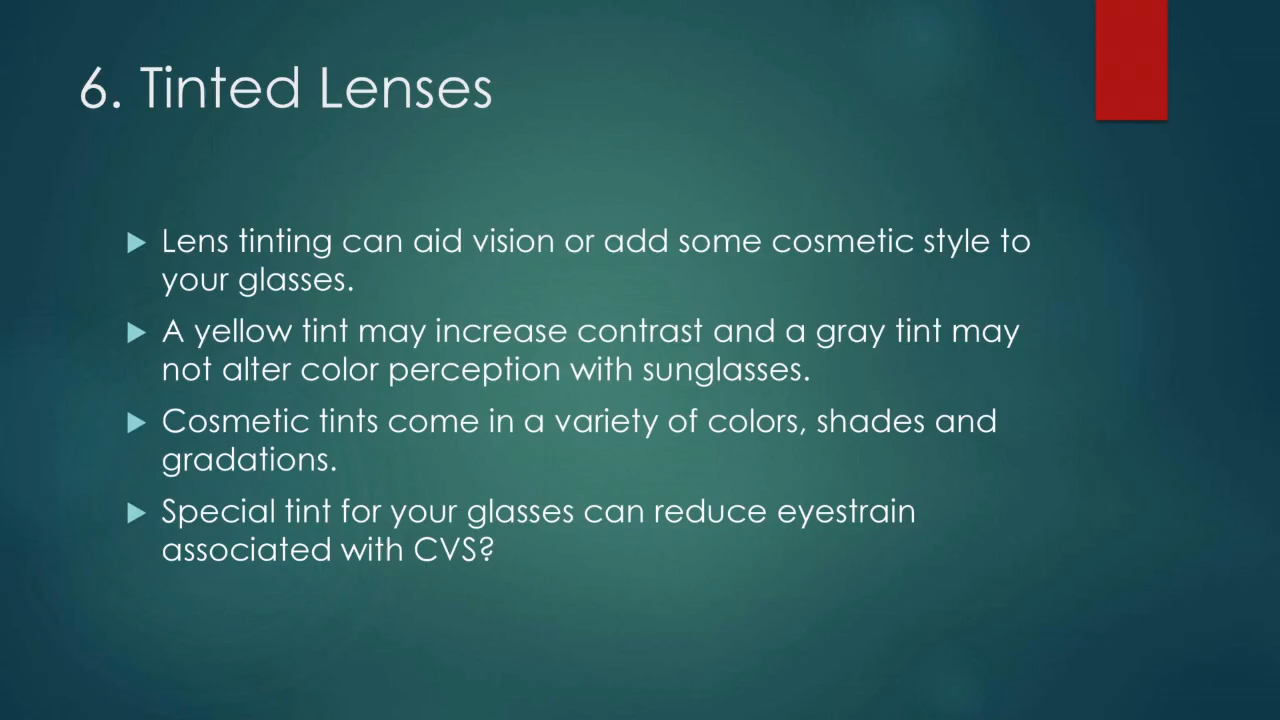 6. Tinted Lenses
Lens tinting can aid vision or add some cosmetic style to
your glasses.
A yellow tint may increase contrast and a gray tint may
not alter color perception with sunglasses.
Cosmetic tints come in a variety of colors, shades and
gradations.
Special tint for your glasses can reduce eyestrain
associated with CVS?